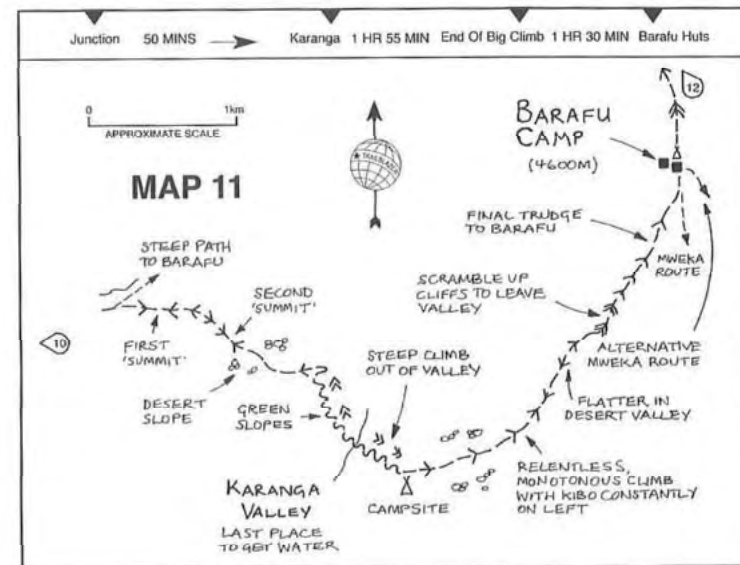 Junction 50 MINS Karanga 1 HR 55 MIN End Of Big Climb 1 HR 30 MIN Barafu Huts
0 1km
APPROXIMATE SCALE
MAP 11
TRAILBLAZER
12
BARAFU
CAMP
(4600M)
STEEP PATH
TO BARAFU
FINAL TRUDGE
TO BARAFU
MWEKA
ROUTE
SECOND
'SUMMIT'
SCRAMBLE UP
CLIFFS TO LEAVE
VALLEY
10
FIRST
'SUMMIT'
STEEP CLIMB
OUT OF VALLEY
ALTERNATIVE
MWEKA ROUTE
DESERT
SLOPE
GREEN
SLOPES
FLATTER IN
DESERT VALLEY
KARANGA
VALLEY
LAST PLACE
TO GET WATER
CAMPSITE
RELENTLESS,
MONOTONOUS CLIMB
WITH KIBO CONSTANTLY
ON LEFT